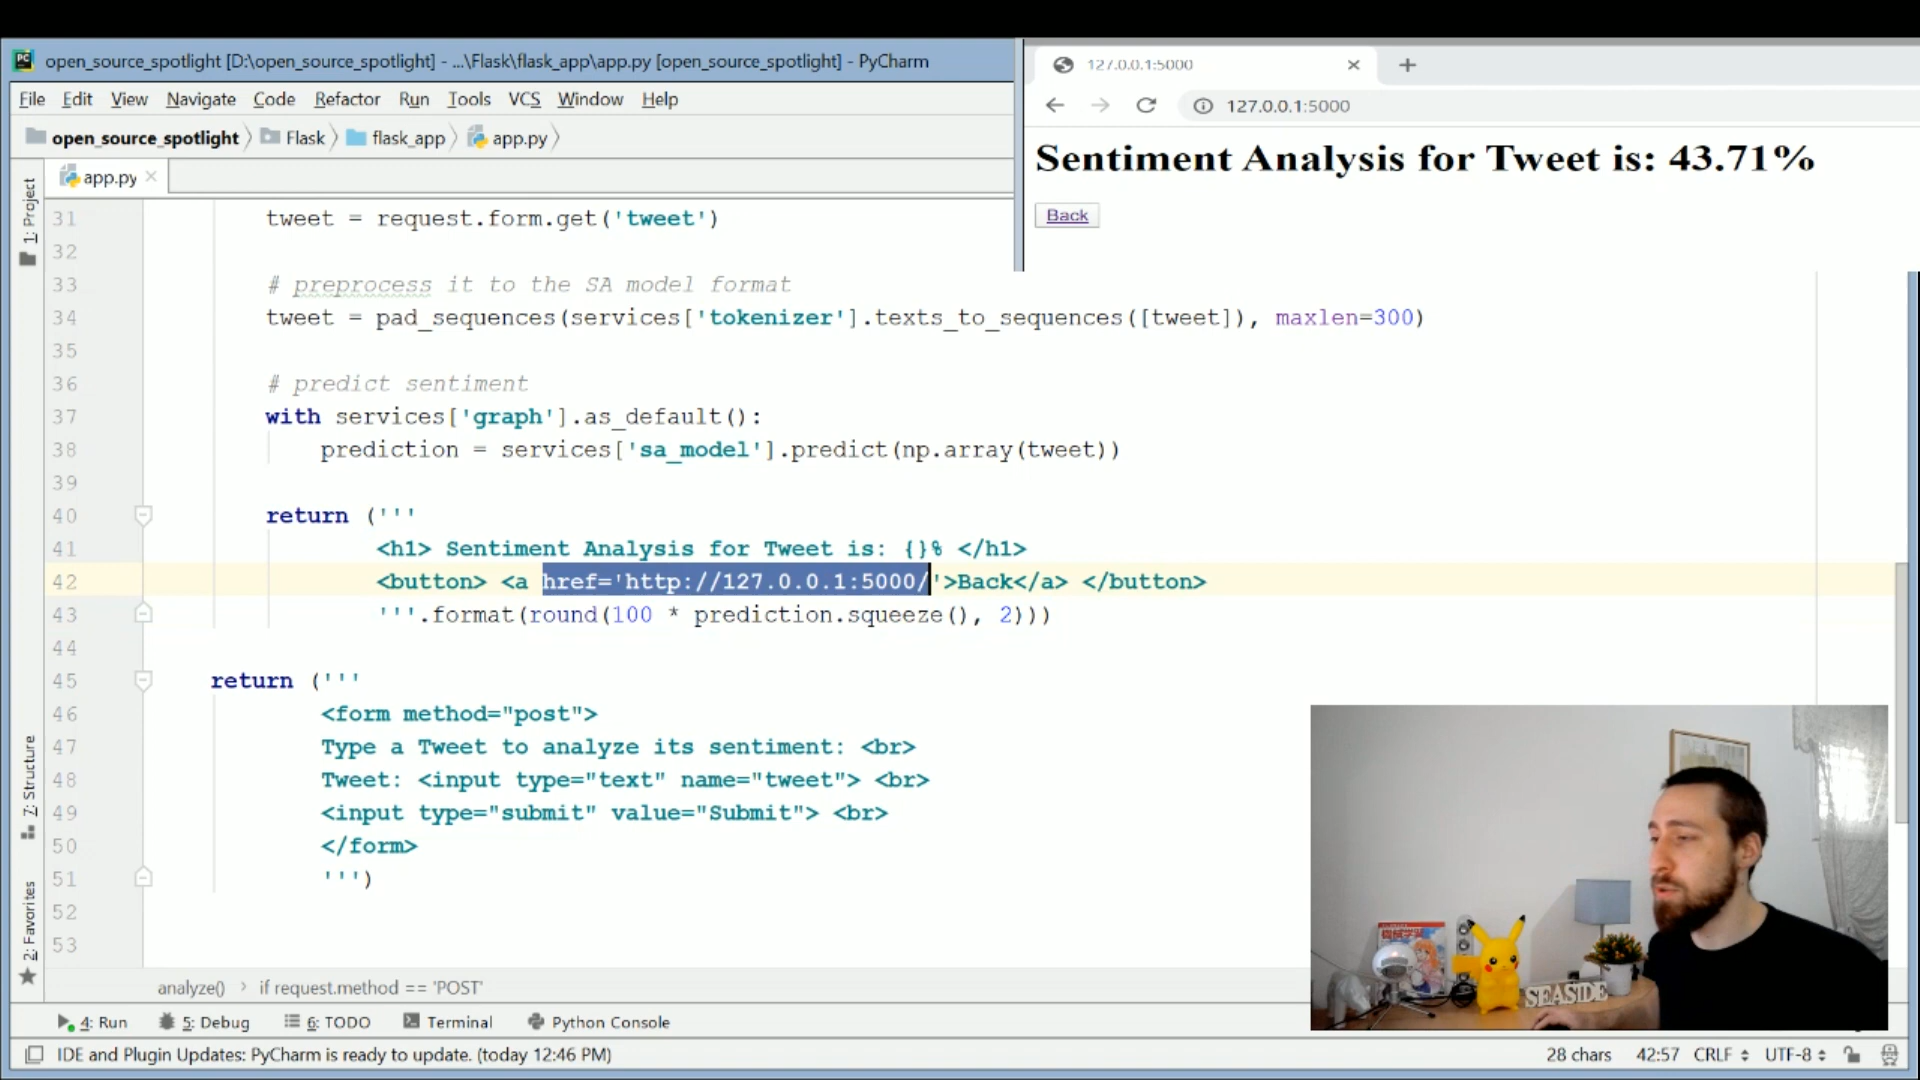 open_source_spotlight [D:\open_source_spotlight] - ...\Flask\flask_app\app.py [open_source_spotlight] - PyCharm
File Edit View Navigate Code Refactor Run Tools VCS Window Help
open_source_spotlight Flask flask_app app.py
app.py
1: Project
7: Structure
2: Favorites
31 tweet = request.form.get('tweet')
32
33 # preprocess it to the SA model format
34 tweet = pad_sequences(services['tokenizer'].texts_to_sequences([tweet]), maxlen=300)
35
36 # predict sentiment
37 with services['graph'].as_default():
38 prediction = services['sa_model'].predict(np.array(tweet))
39
40 return ('''
41 <h1> Sentiment Analysis for Tweet is: {}% </h1>
42 <button> <a href='http://127.0.0.1:5000/'>Back</a> </button>
43 '''.format(round(100 * prediction.squeeze(), 2)))
44
45 return ('''
46 <form method="post">
47 Type a Tweet to analyze its sentiment: <br>
48 Tweet: <input type="text" name="tweet"> <br>
49 <input type="submit" value="Submit"> <br>
50 </form>
51 ''')
52
53
analyze() if request.method == 'POST'
4: Run 5: Debug 6: TODO Terminal Python Console
IDE and Plugin Updates: PyCharm is ready to update. (today 12:46 PM)
28 chars 42:57 CRLF UTF-8
127.0.0.1:5000
127.0.0.1:5000
Sentiment Analysis for Tweet is: 43.71%
Back
SEASIDE